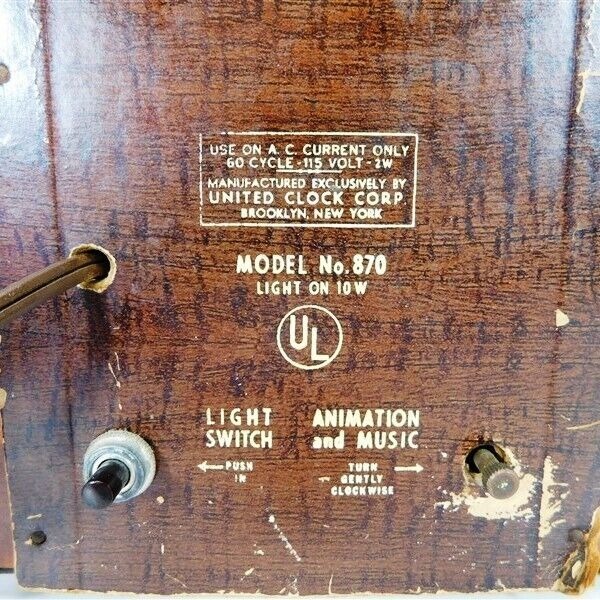 USE ON A.C. CURRENT ONLY
60 CYCLE - 115 VOLT - 2W
MANUFACTURED EXCLUSIVELY BY
UNITED CLOCK CORP.
BROOKLYN, NEW YORK
MODEL No. 870
LIGHT ON 10 W
UL
LIGHT
SWITCH
PUSH
IN
ANIMATION
and MUSIC
TURN
GENTLY
CLOCKWISE